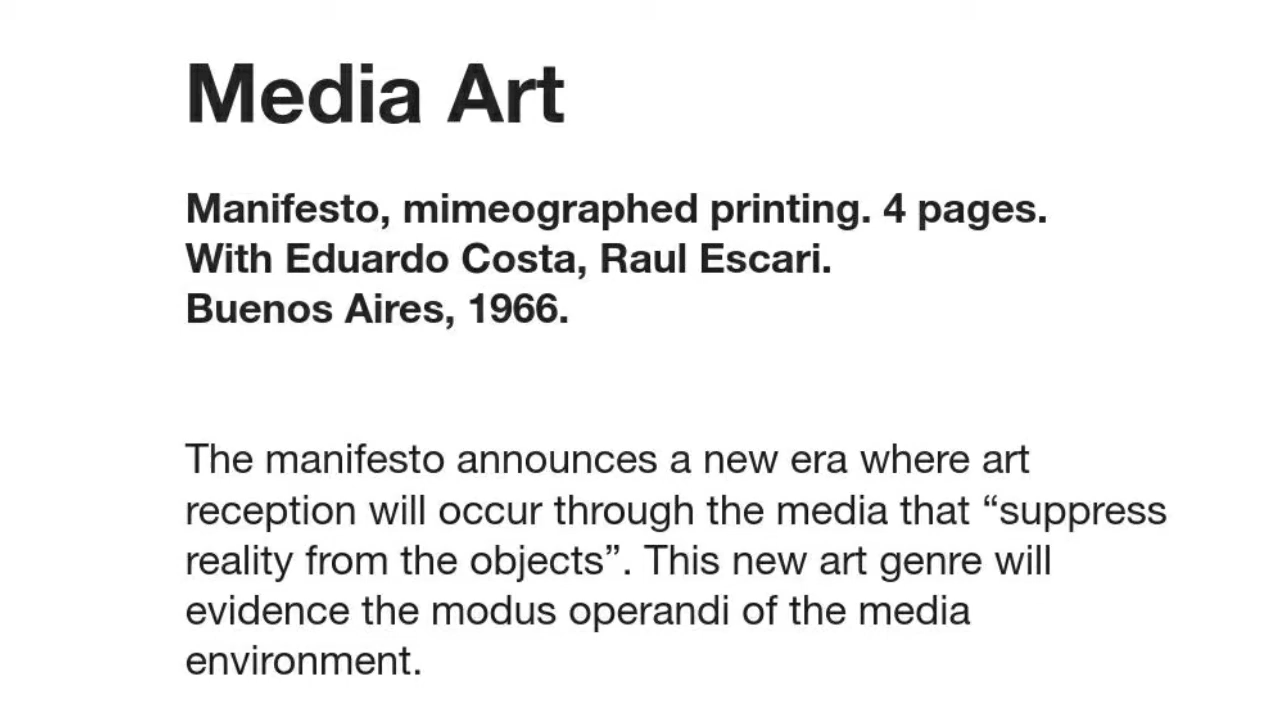 Media Art
Manifesto, mimeographed printing. 4 pages.
With Eduardo Costa, Raul Escari.
Buenos Aires, 1966.
The manifesto announces a new era where art
reception will occur through the media that “suppress
reality from the objects”. This new art genre will
evidence the modus operandi of the media
environment.